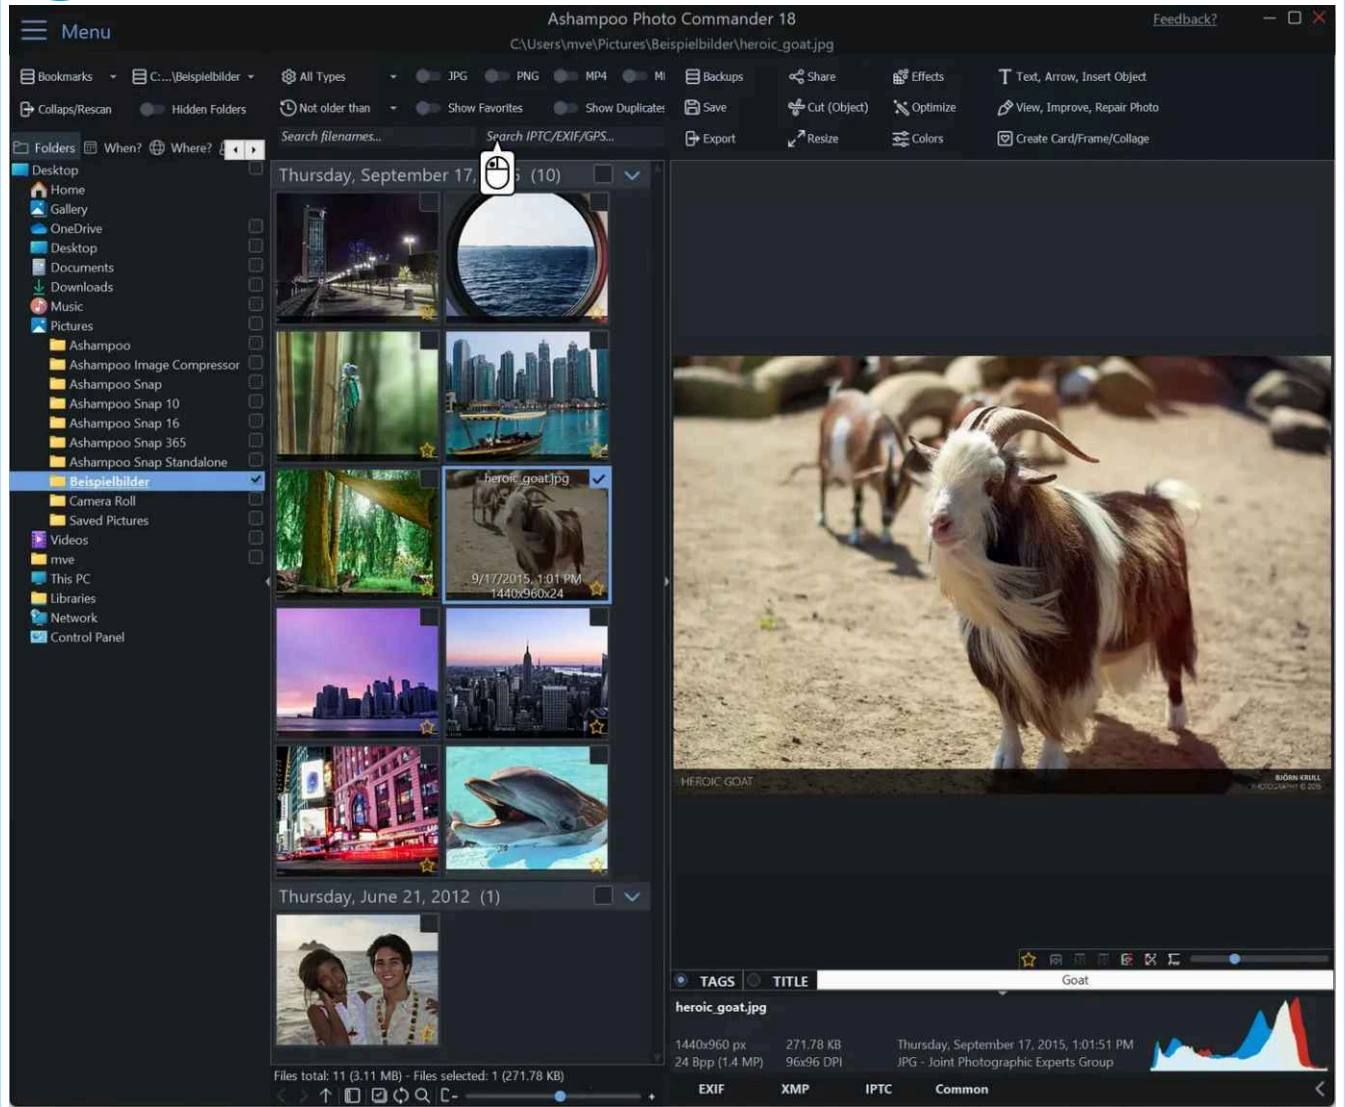 Menu
Ashampoo Photo Commander 18
C:\Users\mve\Pictures\Beispielbilder\heroic_goat.jpg
Feedback?
Bookmarks
C:...\Beispielbilder
Collaps/Rescan
Hidden Folders
All Types
JPG
PNG
MP4
MI
Not older than
Show Favorites
Show Duplicates
Search filenames...
Search IPTC/EXIF/GPS...
Backups
Share
Effects
Text, Arrow, Insert Object
Save
Cut (Object)
Optimize
View, Improve, Repair Photo
Export
Resize
Colors
Create Card/Frame/Collage
Folders
When?
Where?
Desktop
Home
Gallery
OneDrive
Desktop
Documents
Downloads
Music
Pictures
Ashampoo
Ashampoo Image Compressor
Ashampoo Snap
Ashampoo Snap 10
Ashampoo Snap 16
Ashampoo Snap 365
Ashampoo Snap Standalone
Beispielbilder
Camera Roll
Saved Pictures
Videos
mve
This PC
Libraries
Network
Control Panel
Thursday, September 17, 5 (10)
heroic_goat.jpg
9/17/2015, 1:01 PM
1440x960x24
Thursday, June 21, 2012 (1)
Files total: 11 (3.11 MB) - Files selected: 1 (271.78 KB)
HEROIC GOAT
BJÖRN KRULL
PHOTOGRAPHY © 2015
TAGS
TITLE
Goat
heroic_goat.jpg
1440x960 px
271.78 KB
Thursday, September 17, 2015, 1:01:51 PM
24 Bpp (1.4 MP)
96x96 DPI
JPG - Joint Photographic Experts Group
EXIF
XMP
IPTC
Common